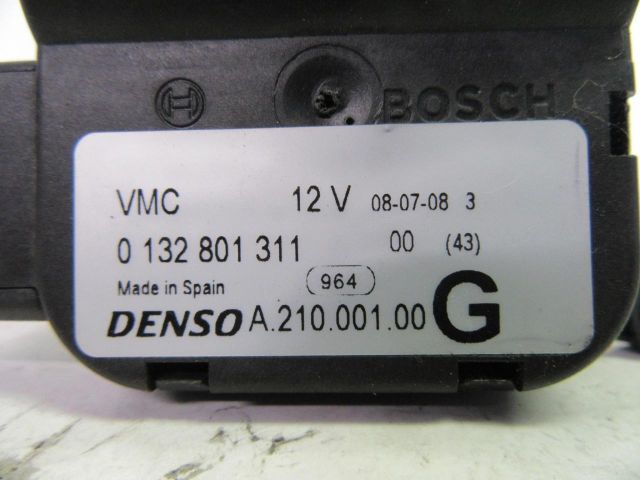 BOSCH
VMC 12 V 08-07-08 3
0 132 801 311 00 (43)
Made in Spain 964
DENSO A.210.001.00 G